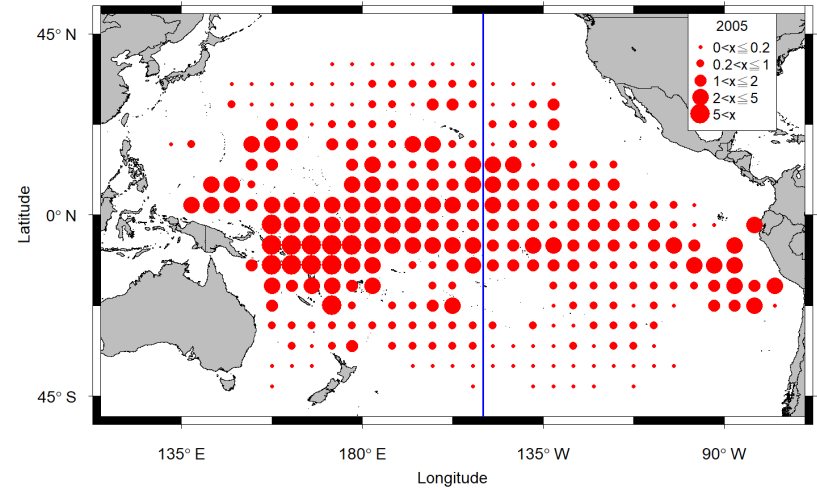 45° N
2005
0<x≦0.2
0.2<x≦1
1<x≦2
2<x≦5
5<x
Latitude
0° N
45° S
135° E
180° E
135° W
90° W
Longitude